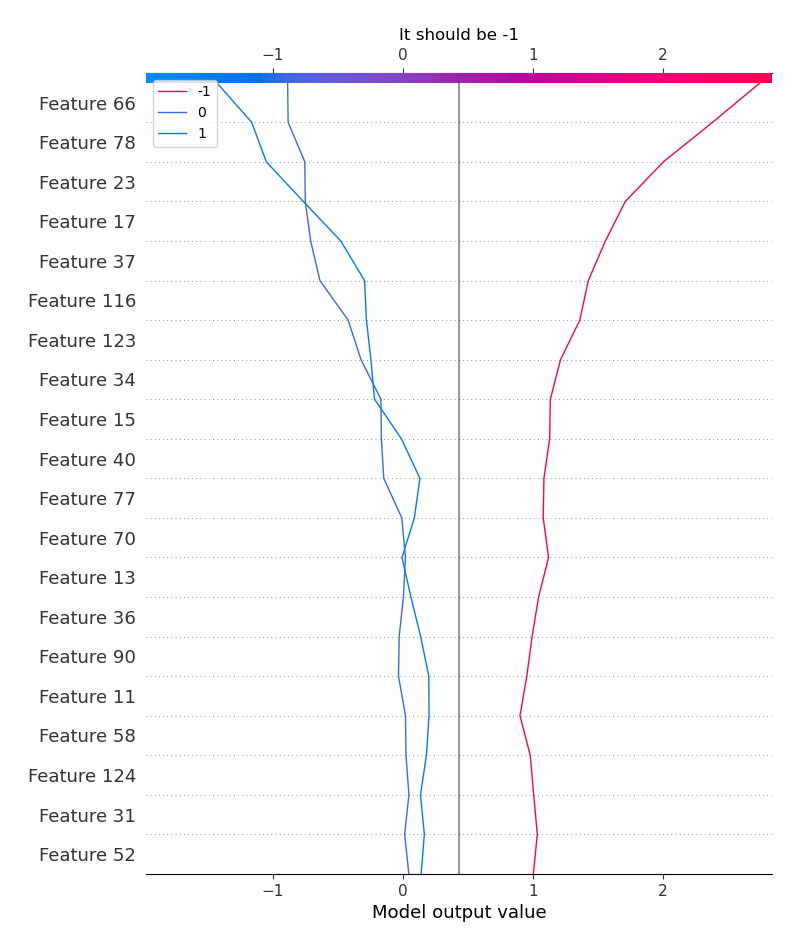 It should be -1
−1 0 1 2
-1
0
1
Feature 66
Feature 78
Feature 23
Feature 17
Feature 37
Feature 116
Feature 123
Feature 34
Feature 15
Feature 40
Feature 77
Feature 70
Feature 13
Feature 36
Feature 90
Feature 11
Feature 58
Feature 124
Feature 31
Feature 52
−1 0 1 2
Model output value